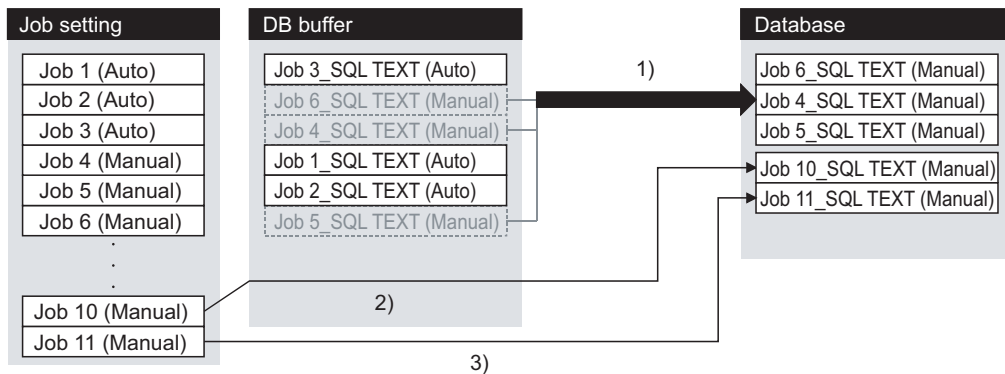 Job setting
Job 1 (Auto)
Job 2 (Auto)
Job 3 (Auto)
Job 4 (Manual)
Job 5 (Manual)
Job 6 (Manual)
.
.
.
Job 10 (Manual)
Job 11 (Manual)
DB buffer
Job 3_SQL TEXT (Auto)
Job 6_SQL TEXT (Manual)
Job 4_SQL TEXT (Manual)
Job 1_SQL TEXT (Auto)
Job 2_SQL TEXT (Auto)
Job 5_SQL TEXT (Manual)
1)
2)
3)
Database
Job 6_SQL TEXT (Manual)
Job 4_SQL TEXT (Manual)
Job 5_SQL TEXT (Manual)
Job 10_SQL TEXT (Manual)
Job 11_SQL TEXT (Manual)